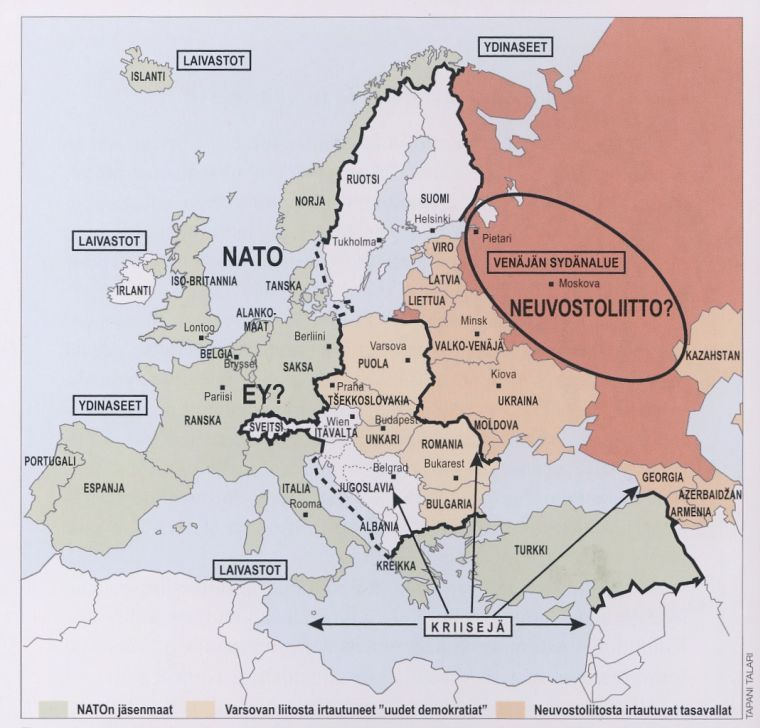 ISLANTI
LAIVASTOT
YDINASEET
RUOTSI
SUOMI
NORJA
Helsinki
Tukholma
Pietari
LAIVASTOT
NATO
VIRO
VENÄJÄN SYDÄNALUE
IRLANTI
ISO-BRITANNIA
TANSKA
LATVIA
Moskova
LIETTUA
NEUVOSTOLIITTO?
ALANKO-
MAAT
Lontoo
Berliini
Minsk
VALKO-VENÄJÄ
Varsova
PUOLA
BELGIA
Bryssel
SAKSA
KAZAHSTAN
Kiova
Praha
Pariisi
EY?
TŠEKKOSLOVAKIA
UKRAINA
YDINASEET
RANSKA
SVEITSI
Wien
ITÄVALTA
Budapest
UNKARI
MOLDOVA
ROMANIA
PORTUGALI
ESPANJA
Belgrad
Bukarest
JUGOSLAVIA
GEORGIA
ITALIA
Rooma
BULGARIA
AZERBAIDŽAN
ARMENIA
ALBANIA
TURKKI
LAIVASTOT
KREIKKA
KRIISEJÄ
NATOn jäsenmaat
Varsovan liitosta irtautuneet "uudet demokratiat"
Neuvostoliitosta irtautuvat tasavallat
TAPANI TALARI